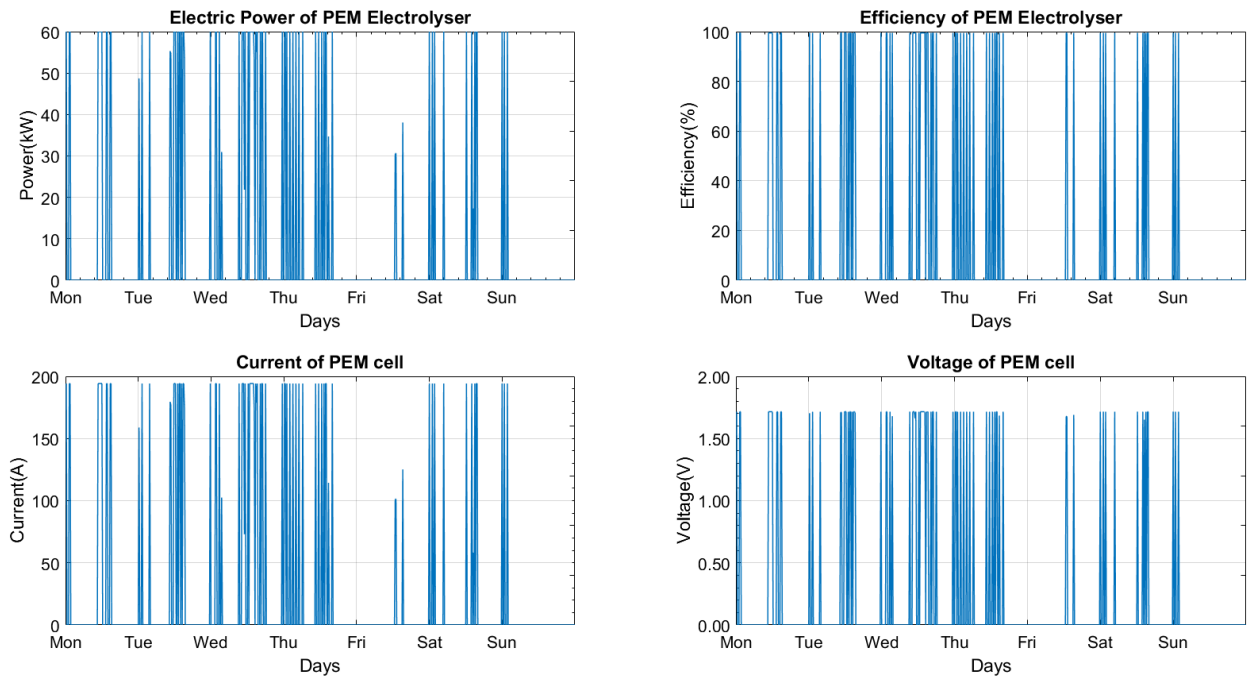 Electric Power of PEM Electrolyser
60
50
40
30
20
10
0
Power(kW)
Mon Tue Wed Thu Fri Sat Sun
Days
Efficiency of PEM Electrolyser
100
80
60
40
20
0
Efficiency(%)
Mon Tue Wed Thu Fri Sat Sun
Days
Current of PEM cell
200
150
100
50
0
Current(A)
Mon Tue Wed Thu Fri Sat Sun
Days
Voltage of PEM cell
2.00
1.50
1.00
0.50
0.00
Voltage(V)
Mon Tue Wed Thu Fri Sat Sun
Days